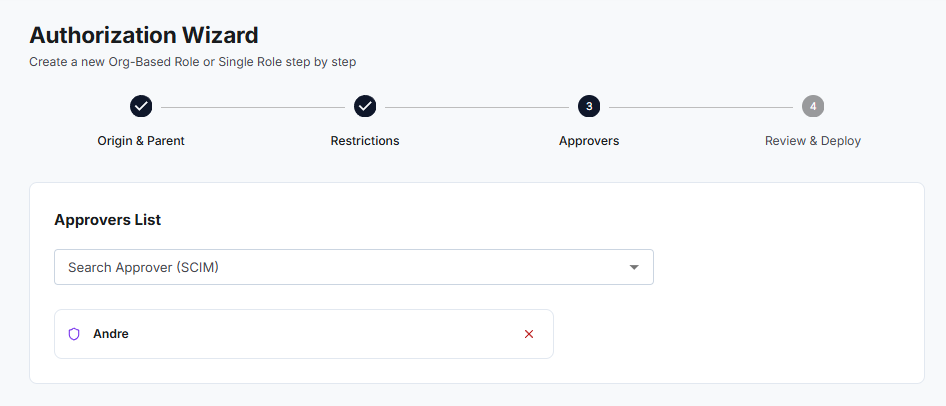 Authorization Wizard
Create a new Org-Based Role or Single Role step by step
3
4
Origin & Parent
Restrictions
Approvers
Review & Deploy
Approvers List
Search Approver (SCIM)
Andre